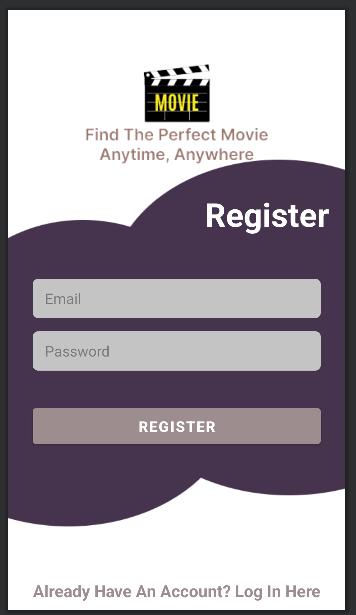 MOVIE
Find The Perfect Movie
Anytime, Anywhere
Register
Email
Password
REGISTER
Already Have An Account? Log In Here